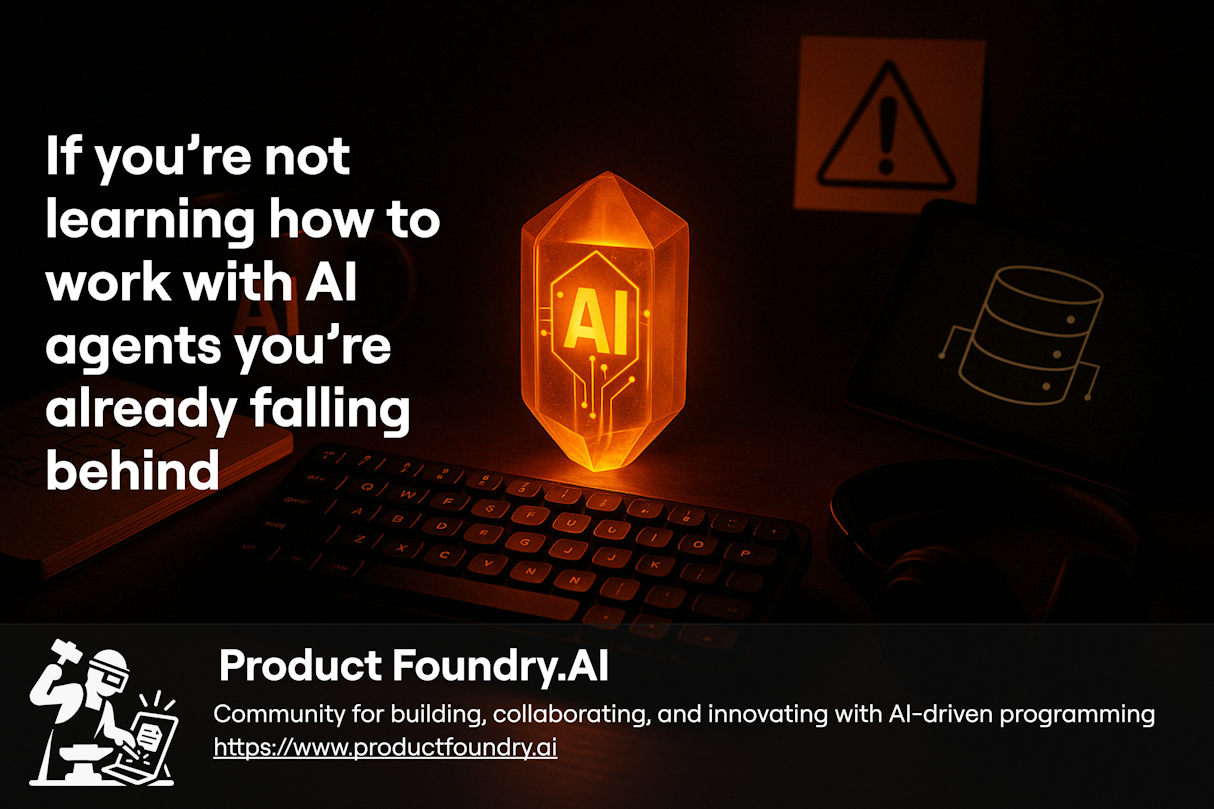 If you're not
learning how to
work with AI
agents you're
already falling
behind
AI
AI
Q W F S F U U I O P
A B D F G J J K
Z X C V N N
Product Foundry.AI
Community for building, collaborating, and innovating with AI-driven programming
https://www.productfoundry.ai